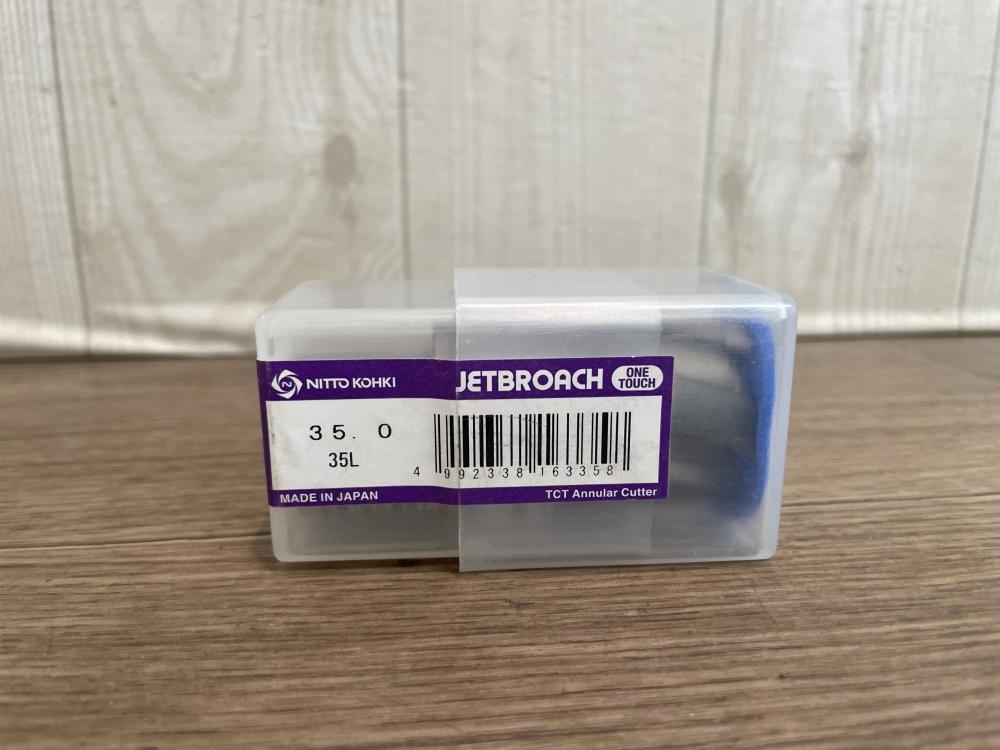 NITTO KOHKI JETBROACH ONE TOUCH
35.0
35L
4 992338 163358
MADE IN JAPAN TCT Annular Cutter